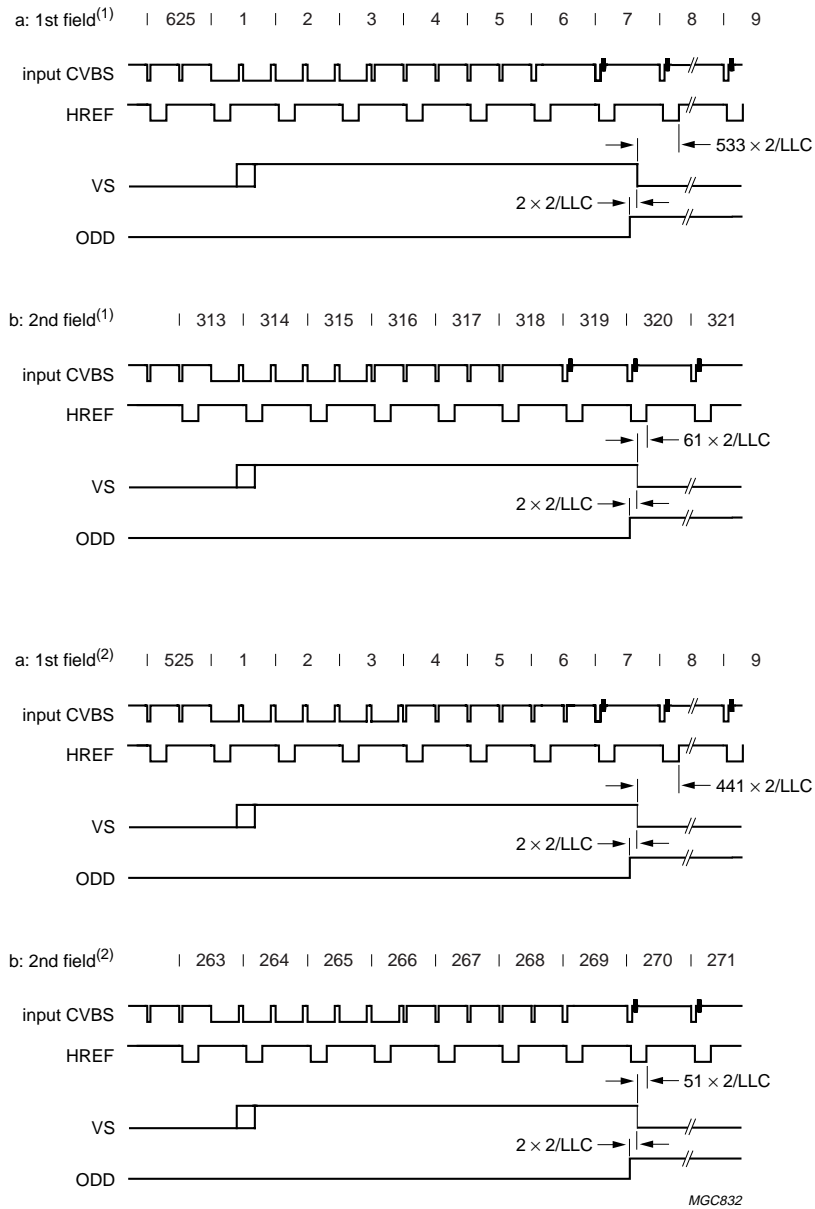 a: 1st field(1) | 625 | 1 | 2 | 3 | 4 | 5 | 6 | 7 | 8 | 9
input CVBS
HREF
533 × 2/LLC
VS
2 × 2/LLC
ODD
b: 2nd field(1) | 313 | 314 | 315 | 316 | 317 | 318 | 319 | 320 | 321
input CVBS
HREF
61 × 2/LLC
VS
2 × 2/LLC
ODD
a: 1st field(2) | 525 | 1 | 2 | 3 | 4 | 5 | 6 | 7 | 8 | 9
input CVBS
HREF
441 × 2/LLC
VS
2 × 2/LLC
ODD
b: 2nd field(2) | 263 | 264 | 265 | 266 | 267 | 268 | 269 | 270 | 271
input CVBS
HREF
51 × 2/LLC
VS
2 × 2/LLC
ODD
MGC832